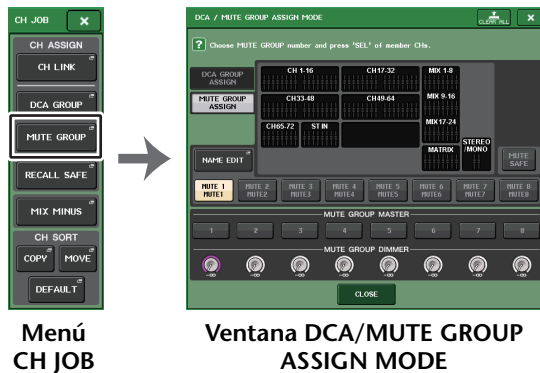 CH JOB
CH ASSIGN
CH LINK
DCA GROUP
MUTE GROUP
RECALL SAFE
MIX MINUS
CH SORT
COPY MOVE
DEFAULT
Menú
CH JOB
DCA / MUTE GROUP ASSIGN MODE
CLEAR ALL
? Choose MUTE GROUP number and press 'SEL' of member CHs.
DCA GROUP
ASSIGN
MUTE GROUP
ASSIGN
NAME EDIT
CH 1-16 CH17-32 MIX 1-8
CH33-48 CH49-64 MIX 9-16
CH65-72 ST IN MIX17-24
MATRIX STEREO
/MONO
MUTE
SAFE
MUTE 1 MUTE 2 MUTE 3 MUTE 4 MUTE 5 MUTE 6 MUTE 7 MUTE 8
MUTE1 MUTE2 MUTE3 MUTE4 MUTE5 MUTE6 MUTE7 MUTE8
MUTE GROUP MASTER
1 2 3 4 5 6 7 8
MUTE GROUP DIMMER
-∞ -∞ -∞ -∞ -∞ -∞ -∞ -∞
CLOSE
Ventana DCA/MUTE GROUP
ASSIGN MODE